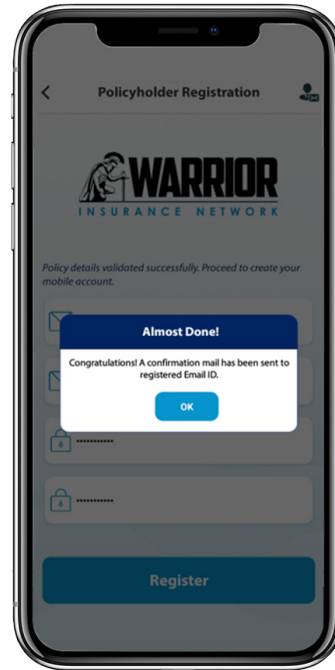 Policyholder Registration
WARRIOR
INSURANCE NETWORK
Policy details validated successfully. Proceed to create your
mobile account.
Almost Done!
Congratulations! A confirmation mail has been sent to
registered Email ID.
OK
Register